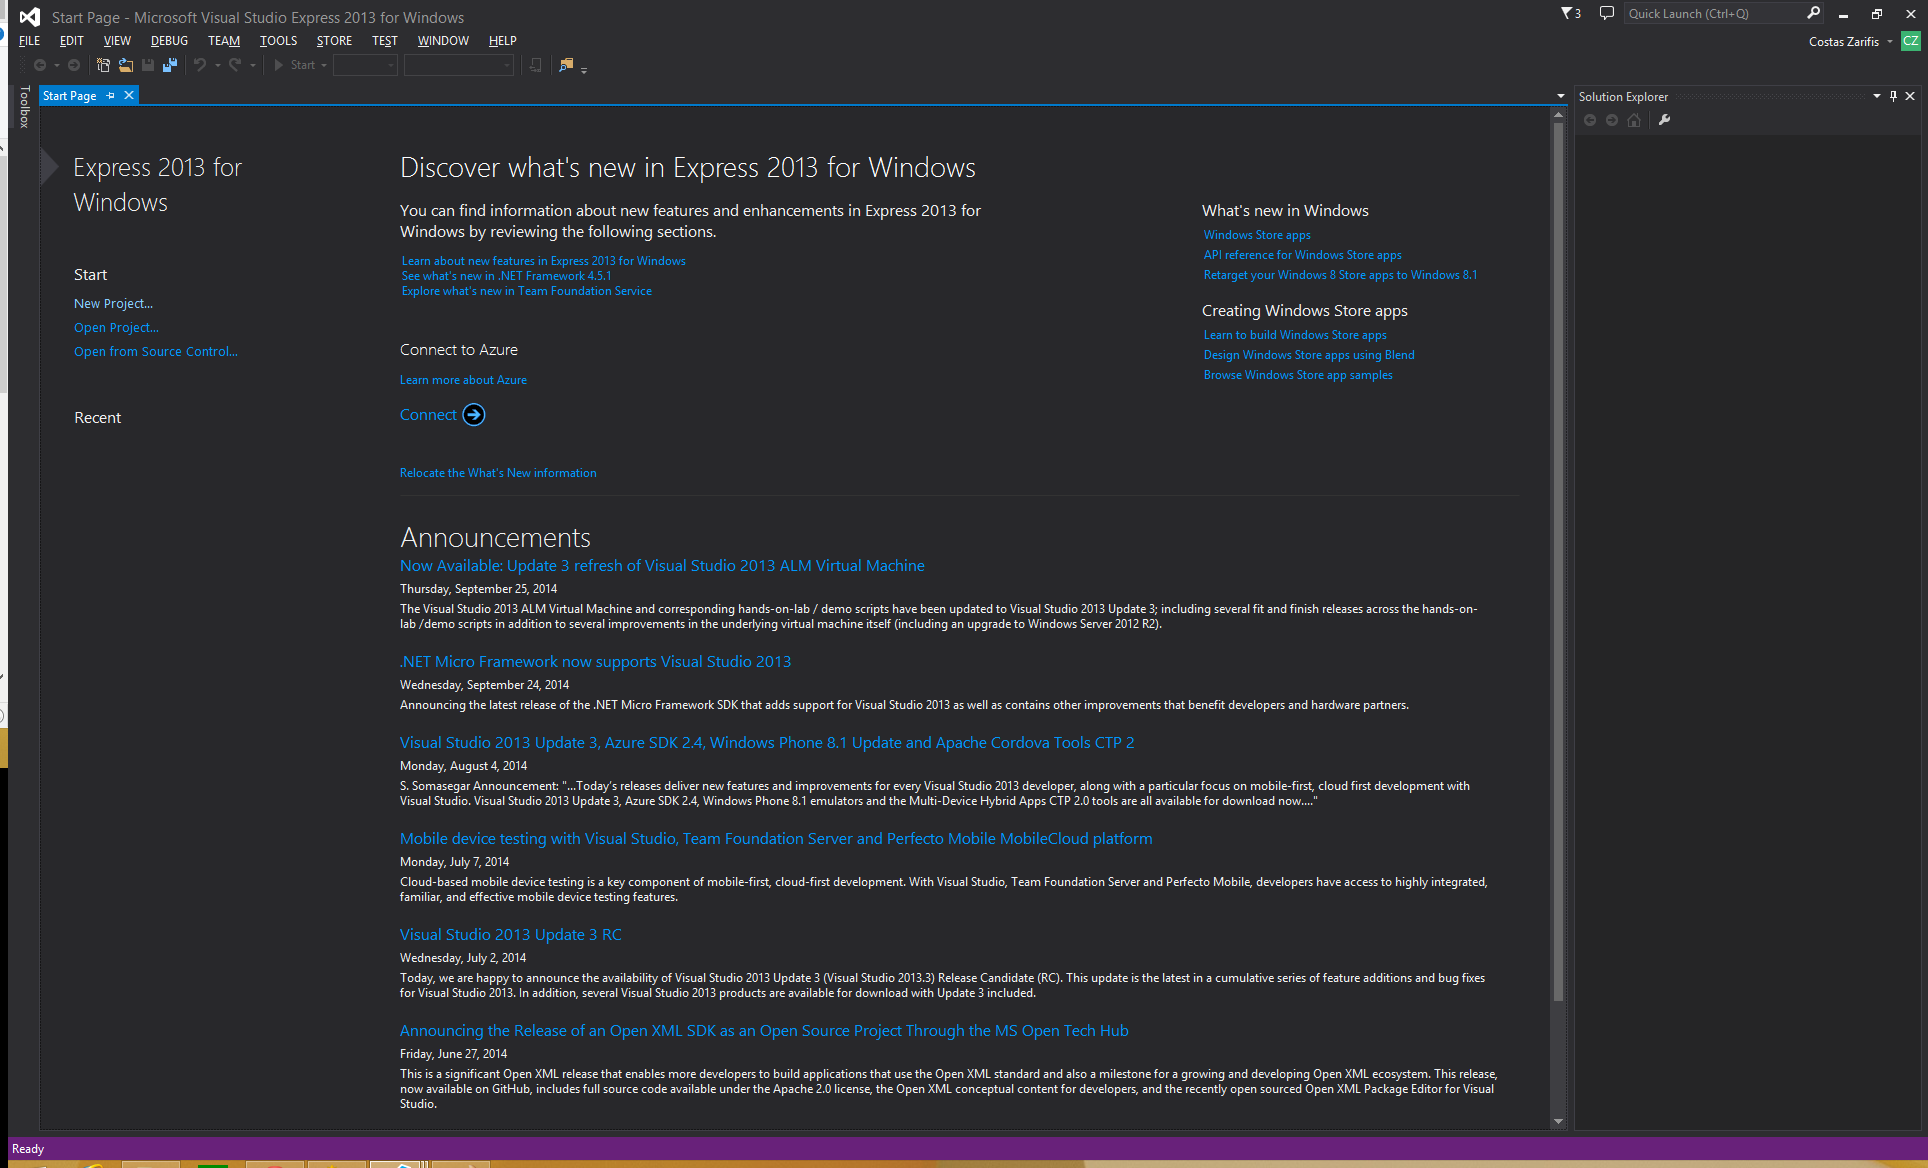 Start Page - Microsoft Visual Studio Express 2013 for Windows
3
Quick Launch (Ctrl+Q)
FILE EDIT VIEW DEBUG TEAM TOOLS STORE TEST WINDOW HELP
Costas Zarifis CZ
Start
Toolbox
Start Page
Solution Explorer
Express 2013 for
Windows
Start
New Project...
Open Project...
Open from Source Control...
Recent
Discover what's new in Express 2013 for Windows
You can find information about new features and enhancements in Express 2013 for
Windows by reviewing the following sections.
Learn about new features in Express 2013 for Windows
See what's new in .NET Framework 4.5.1
Explore what's new in Team Foundation Service
Connect to Azure
Learn more about Azure
Connect
Relocate the What's New information
What's new in Windows
Windows Store apps
API reference for Windows Store apps
Retarget your Windows 8 Store apps to Windows 8.1
Creating Windows Store apps
Learn to build Windows Store apps
Design Windows Store apps using Blend
Browse Windows Store app samples
Announcements
Now Available: Update 3 refresh of Visual Studio 2013 ALM Virtual Machine
Thursday, September 25, 2014
The Visual Studio 2013 ALM Virtual Machine and corresponding hands-on-lab / demo scripts have been updated to Visual Studio 2013 Update 3; including several fit and finish releases across the hands-on-
lab /demo scripts in addition to several improvements in the underlying virtual machine itself (including an upgrade to Windows Server 2012 R2).
.NET Micro Framework now supports Visual Studio 2013
Wednesday, September 24, 2014
Announcing the latest release of the .NET Micro Framework SDK that adds support for Visual Studio 2013 as well as contains other improvements that benefit developers and hardware partners.
Visual Studio 2013 Update 3, Azure SDK 2.4, Windows Phone 8.1 Update and Apache Cordova Tools CTP 2
Monday, August 4, 2014
S. Somasegar Announcement: "...Today's releases deliver new features and improvements for every Visual Studio 2013 developer, along with a particular focus on mobile-first, cloud first development with
Visual Studio. Visual Studio 2013 Update 3, Azure SDK 2.4, Windows Phone 8.1 emulators and the Multi-Device Hybrid Apps CTP 2.0 tools are all available for download now...."
Mobile device testing with Visual Studio, Team Foundation Server and Perfecto Mobile MobileCloud platform
Monday, July 7, 2014
Cloud-based mobile device testing is a key component of mobile-first, cloud-first development. With Visual Studio, Team Foundation Server and Perfecto Mobile, developers have access to highly integrated,
familiar, and effective mobile device testing features.
Visual Studio 2013 Update 3 RC
Wednesday, July 2, 2014
Today, we are happy to announce the availability of Visual Studio 2013 Update 3 (Visual Studio 2013.3) Release Candidate (RC). This update is the latest in a cumulative series of feature additions and bug fixes
for Visual Studio 2013. In addition, several Visual Studio 2013 products are available for download with Update 3 included.
Announcing the Release of an Open XML SDK as an Open Source Project Through the MS Open Tech Hub
Friday, June 27, 2014
This is a significant Open XML release that enables more developers to build applications that use the Open XML standard and also a milestone for a growing and developing Open XML ecosystem. This release,
now available on GitHub, includes full source code available under the Apache 2.0 license, the Open XML conceptual content for developers, and the recently open sourced Open XML Package Editor for Visual
Studio.
Ready